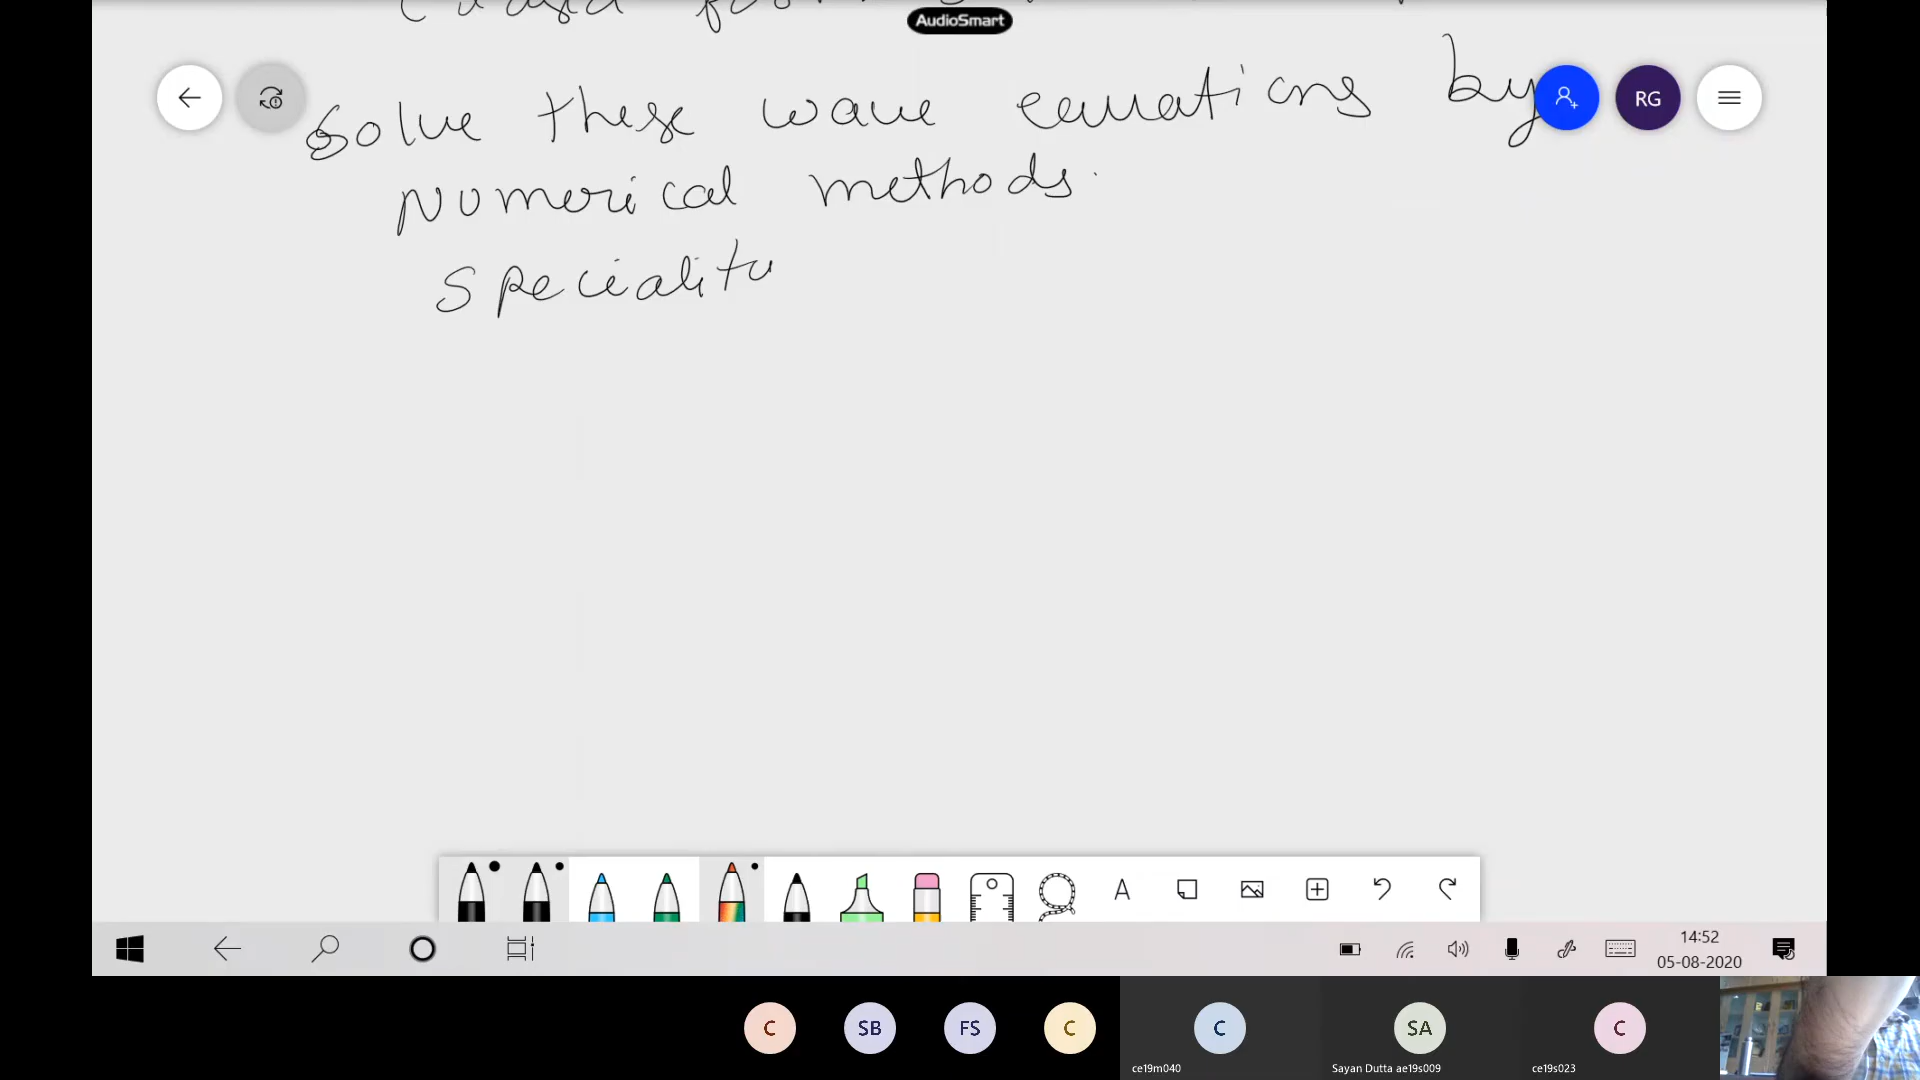 AudioSmart
RG
solve these wave equations by
numerical methods.
specialitu
A
14:52
05-08-2020
C
SB
FS
C
C
SA
C
ce19m040
Sayan Dutta ae19s009
ce19s023